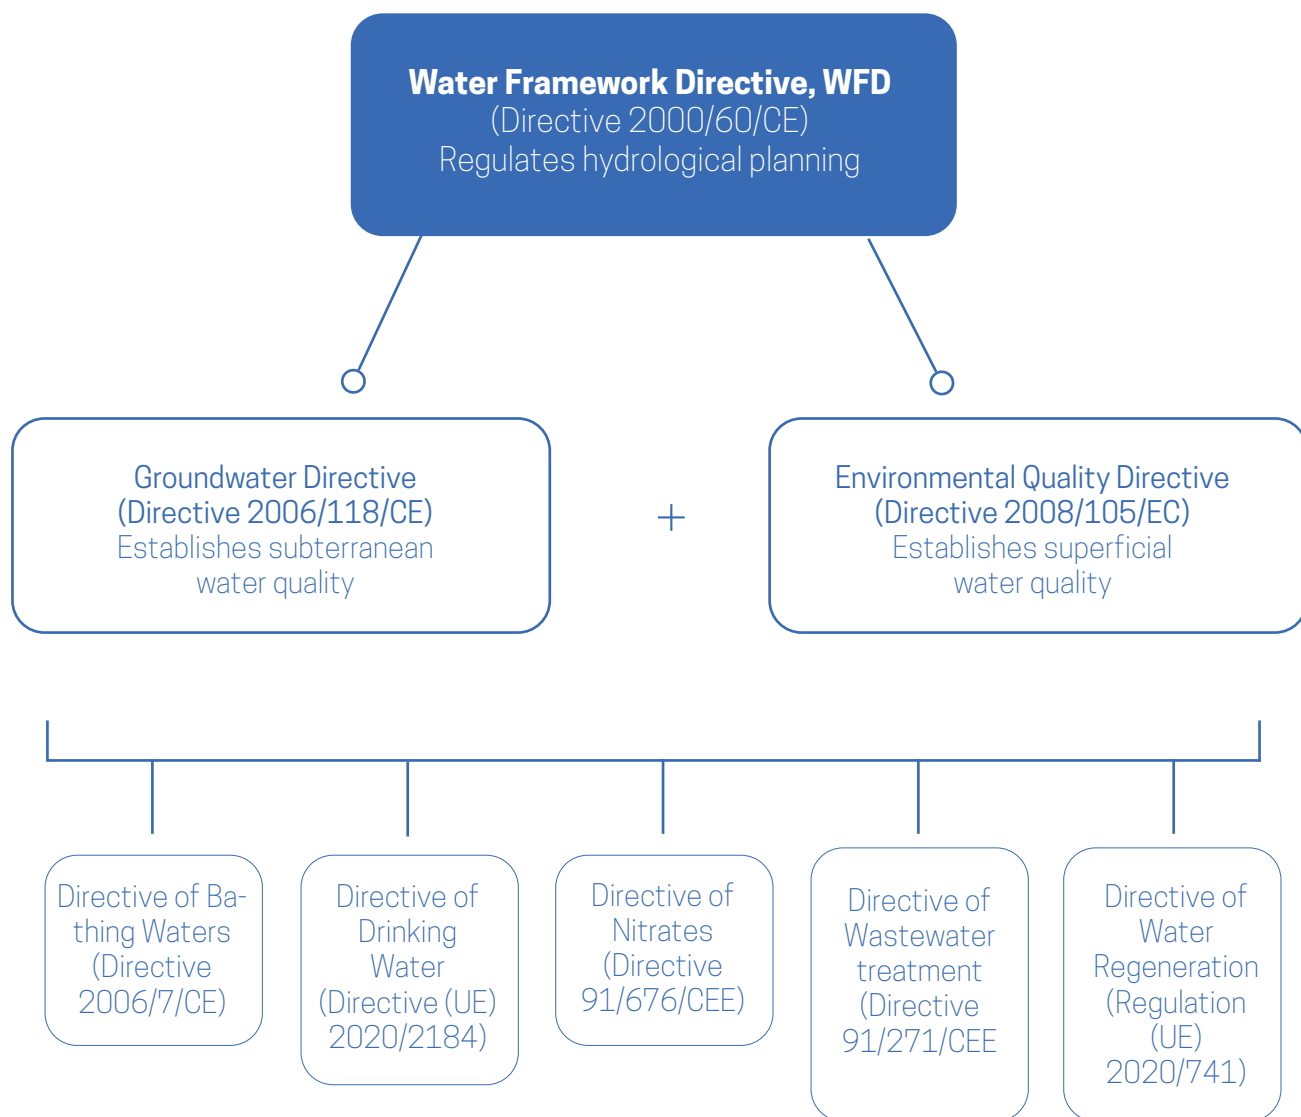 Water Framework Directive, WFD
(Directive 2000/60/CE)
Regulates hydrological planning
Groundwater Directive
(Directive 2006/118/CE)
Establishes subterranean
water quality
+
Environmental Quality Directive
(Directive 2008/105/EC)
Establishes superficial
water quality
Directive of Ba-
thing Waters
(Directive
2006/7/CE)
Directive of
Drinking
Water
(Directive (UE)
2020/2184)
Directive of
Nitrates
(Directive
91/676/CEE)
Directive of
Wastewater
treatment
(Directive
91/271/CEE
Directive of
Water
Regeneration
(Regulation
(UE)
2020/741)